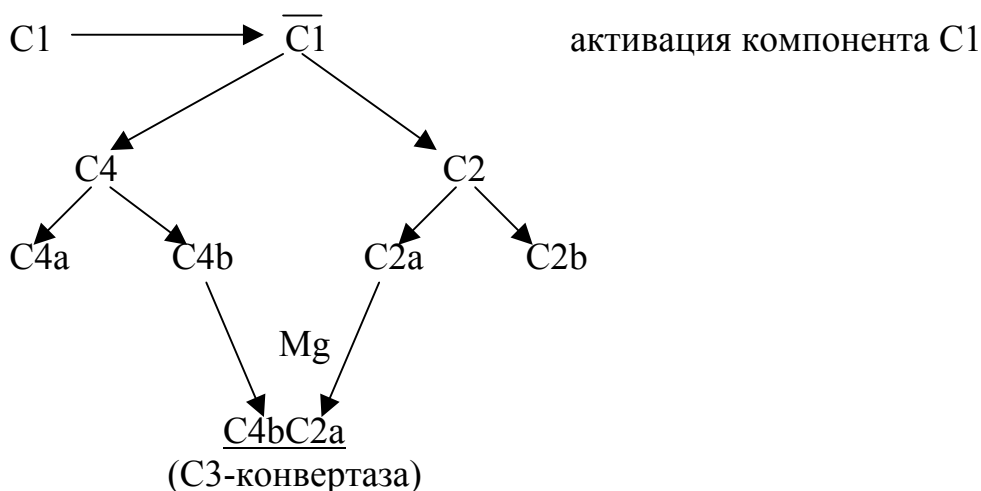 C1 C1 активация компонента C1
C4 C2
C4a C4b C2a C2b
Mg
C4bC2a
(C3-конвертаза)